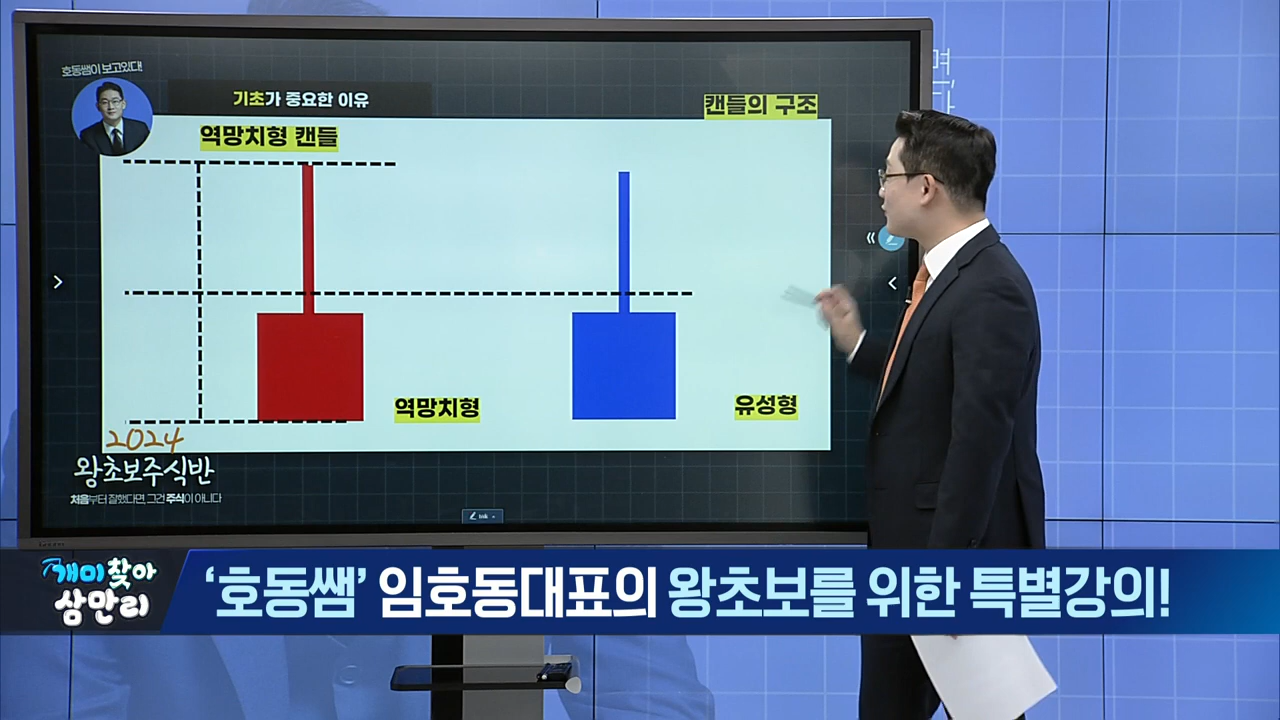 호동쌤이 보고있다!
기초가 중요한 이유
캔들의 구조
역망치형 캔들
역망치형
유성형
2024
왕초보주식반
처음부터 잘했다면, 그건 주식이 아니다
Ink
개미찾아
삼만리
'호동쌤' 임호동대표의 왕초보를 위한 특별강의!